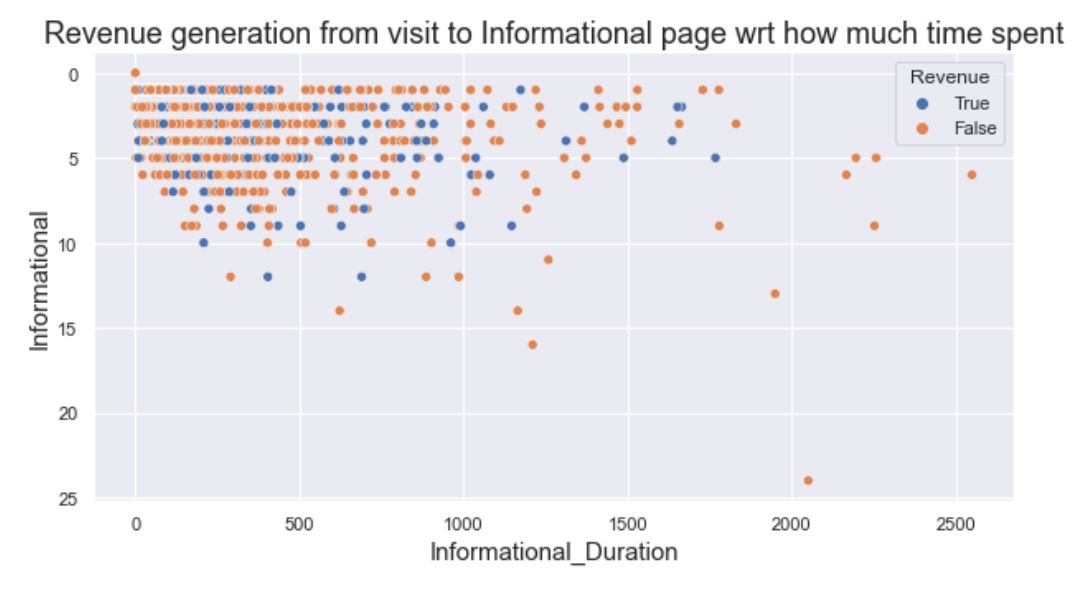 Revenue generation from visit to Informational page wrt how much time spent
Revenue
True
False
Informational
0
5
10
15
20
25
0
500
1000
1500
2000
2500
Informational_Duration